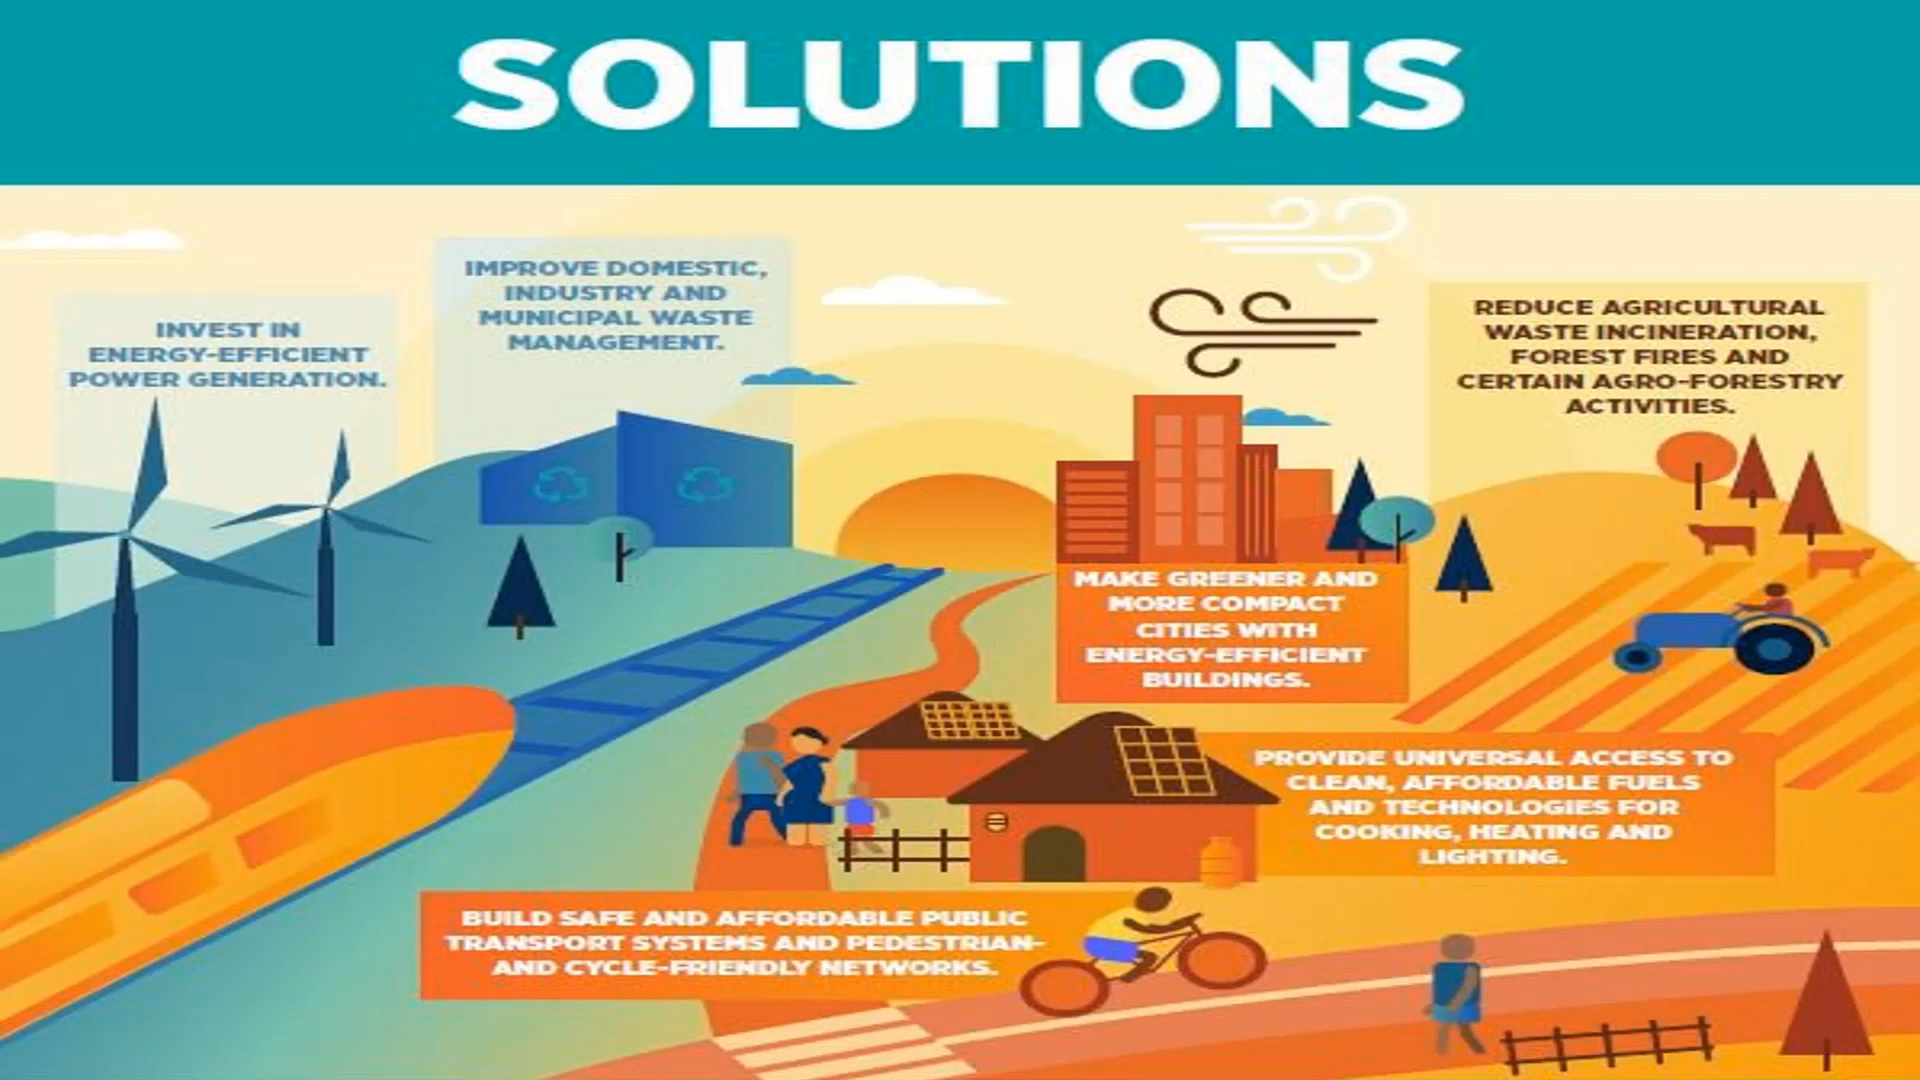 SOLUTIONS
INVEST IN
ENERGY-EFFICIENT
POWER GENERATION.
IMPROVE DOMESTIC,
INDUSTRY AND
MUNICIPAL WASTE
MANAGEMENT.
REDUCE AGRICULTURAL
WASTE INCINERATION,
FOREST FIRES AND
CERTAIN AGRO-FORESTRY
ACTIVITIES.
MAKE GREENER AND
MORE COMPACT
CITIES WITH
ENERGY-EFFICIENT
BUILDINGS.
PROVIDE UNIVERSAL ACCESS TO
CLEAN, AFFORDABLE FUELS
AND TECHNOLOGIES FOR
COOKING, HEATING AND
LIGHTING.
BUILD SAFE AND AFFORDABLE PUBLIC
TRANSPORT SYSTEMS AND PEDESTRIAN-
AND CYCLE-FRIENDLY NETWORKS.